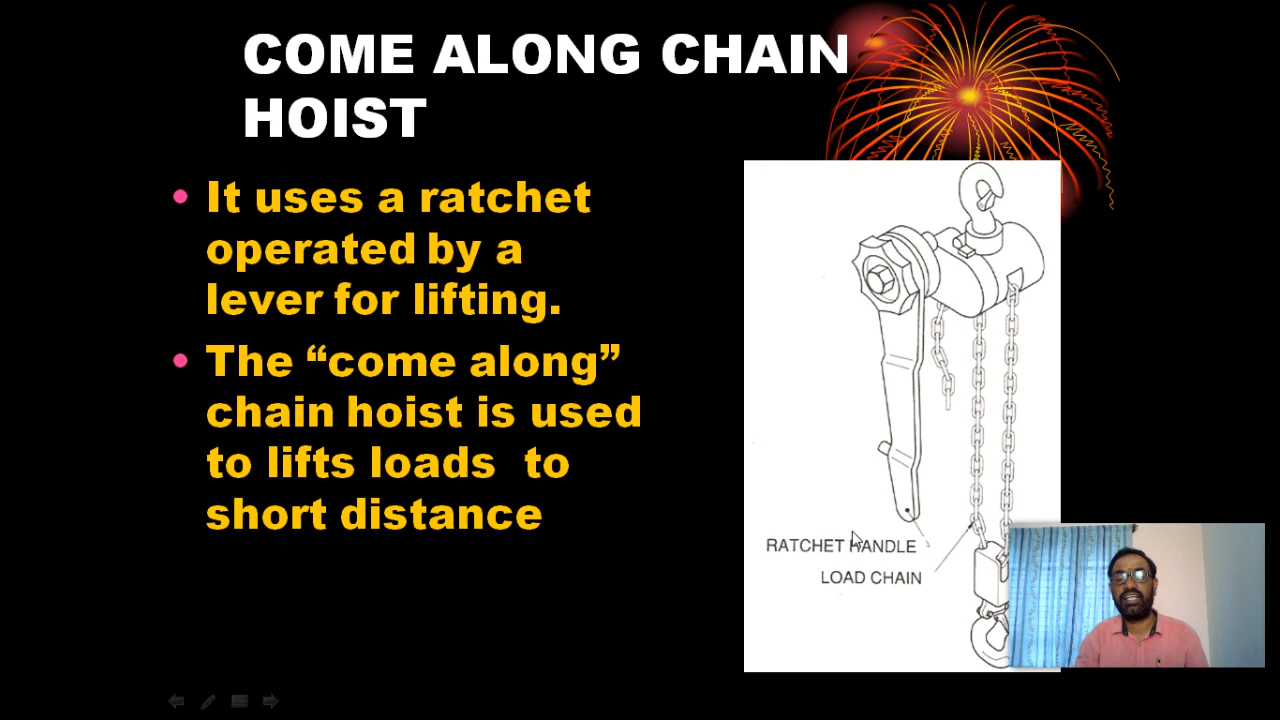 COME ALONG CHAIN
HOIST
• It uses a ratchet
operated by a
lever for lifting.
• The “come along”
chain hoist is used
to lifts loads to
short distance
RATCHET HANDLE
LOAD CHAIN